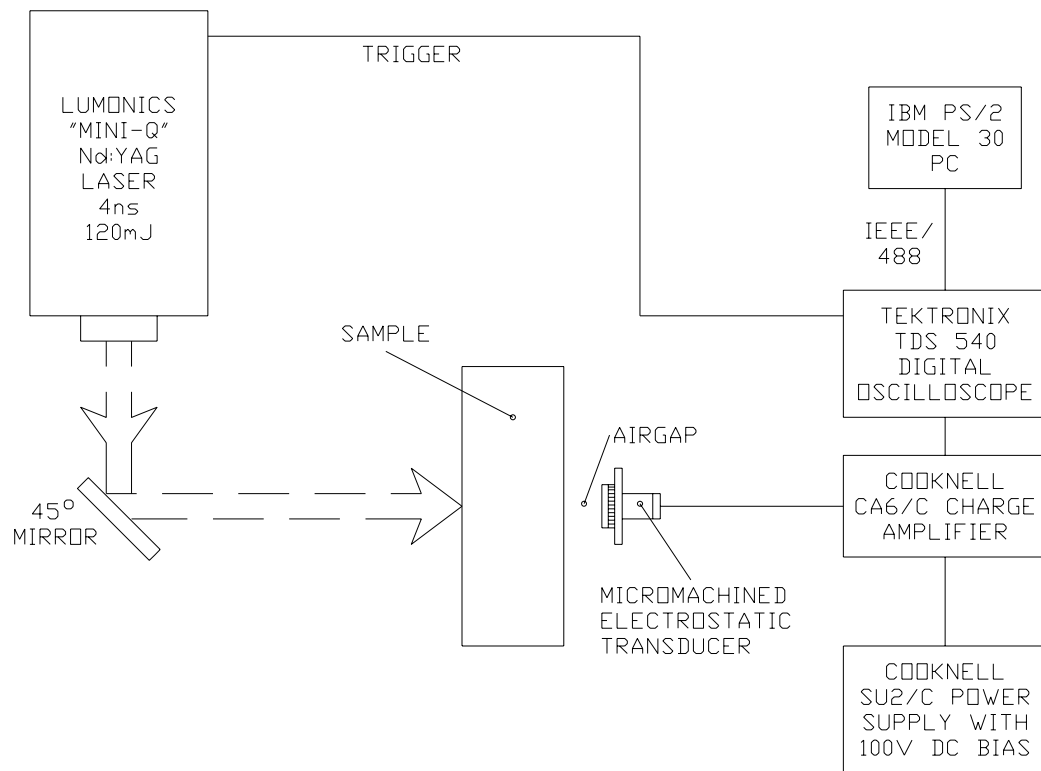 LUMONICS
"MINI-Q"
Nd:YAG
LASER
4ns
120mJ
TRIGGER
IBM PS/2
MODEL 30
PC
IEEE/
488
TEKTRONIX
TDS 540
DIGITAL
OSCILLOSCOPE
SAMPLE
AIRGAP
45°
MIRROR
COOKNELL
CA6/C CHARGE
AMPLIFIER
MICROMACHINED
ELECTROSTATIC
TRANSDUCER
COOKNELL
SU2/C POWER
SUPPLY WITH
100V DC BIAS